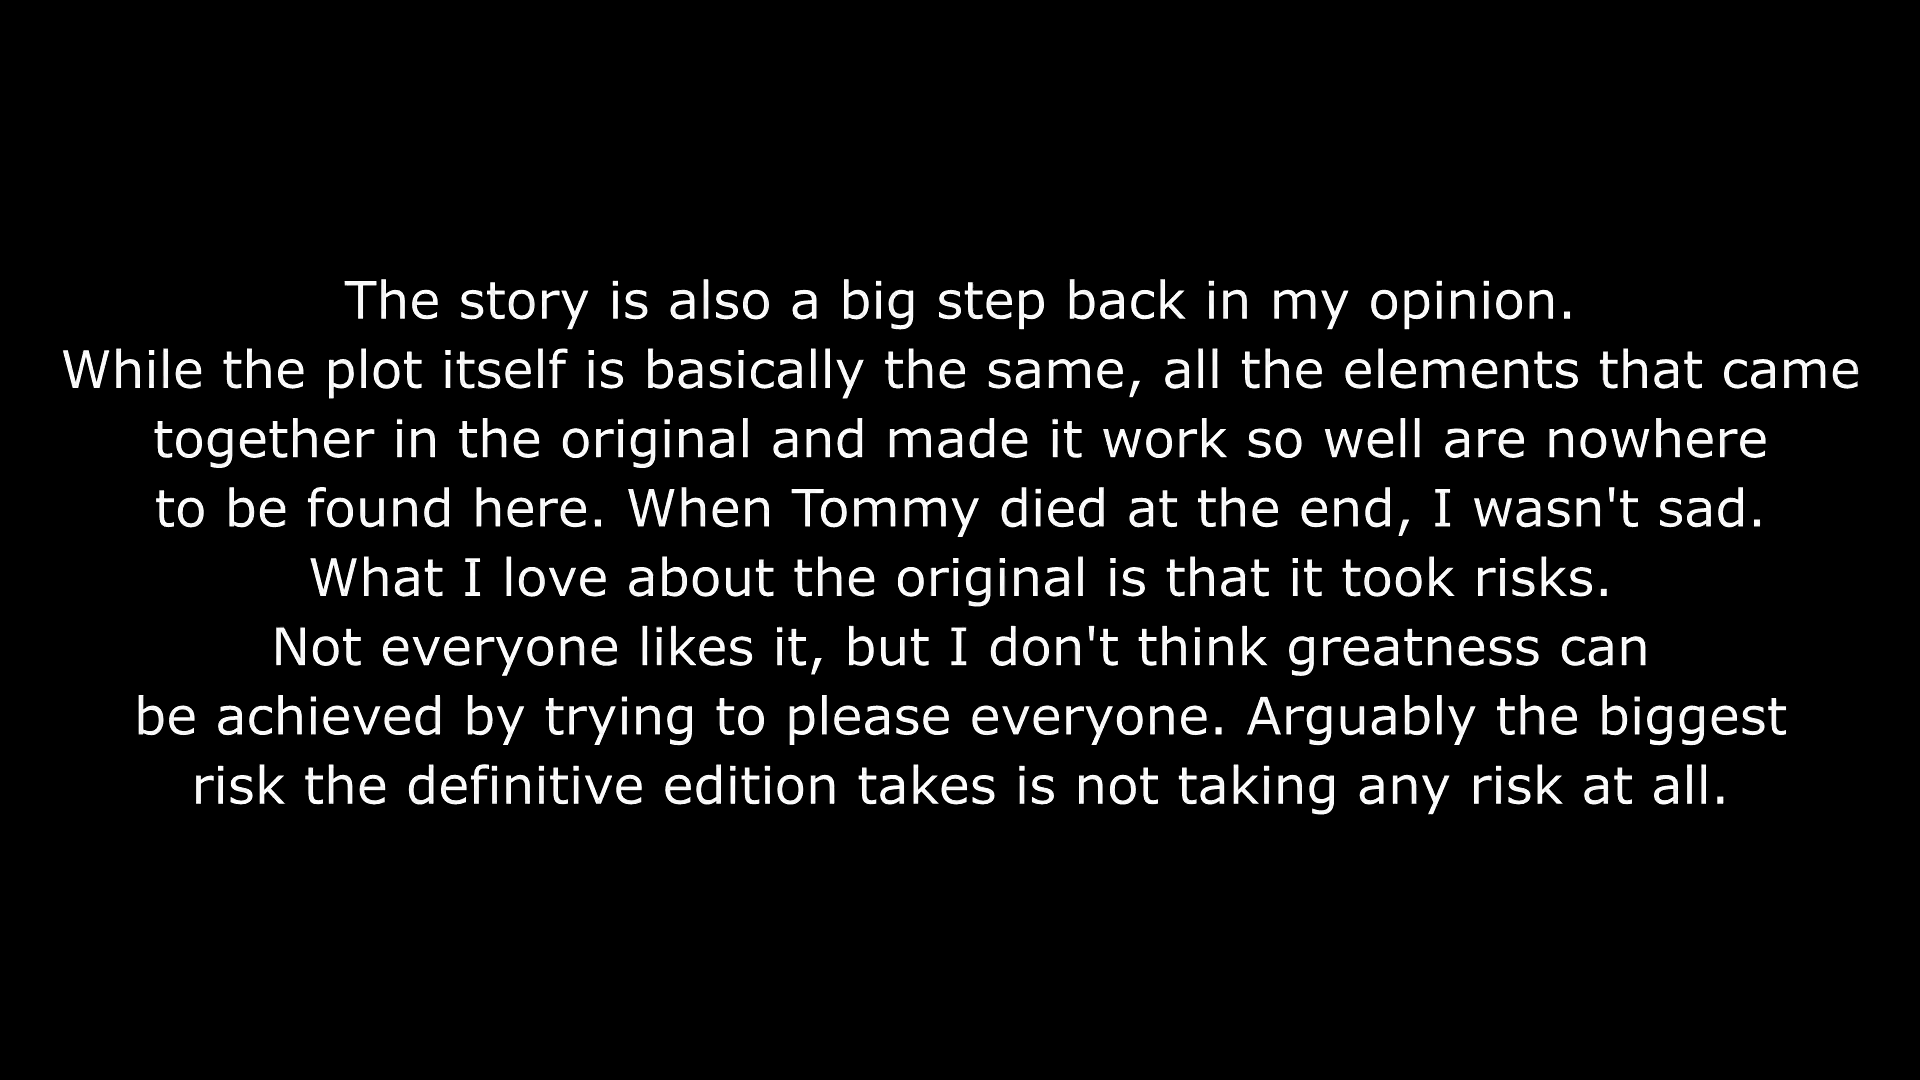 The story is also a big step back in my opinion.
While the plot itself is basically the same, all the elements that came
together in the original and made it work so well are nowhere
to be found here. When Tommy died at the end, I wasn't sad.
What I love about the original is that it took risks.
Not everyone likes it, but I don't think greatness can
be achieved by trying to please everyone. Arguably the biggest
risk the definitive edition takes is not taking any risk at all.